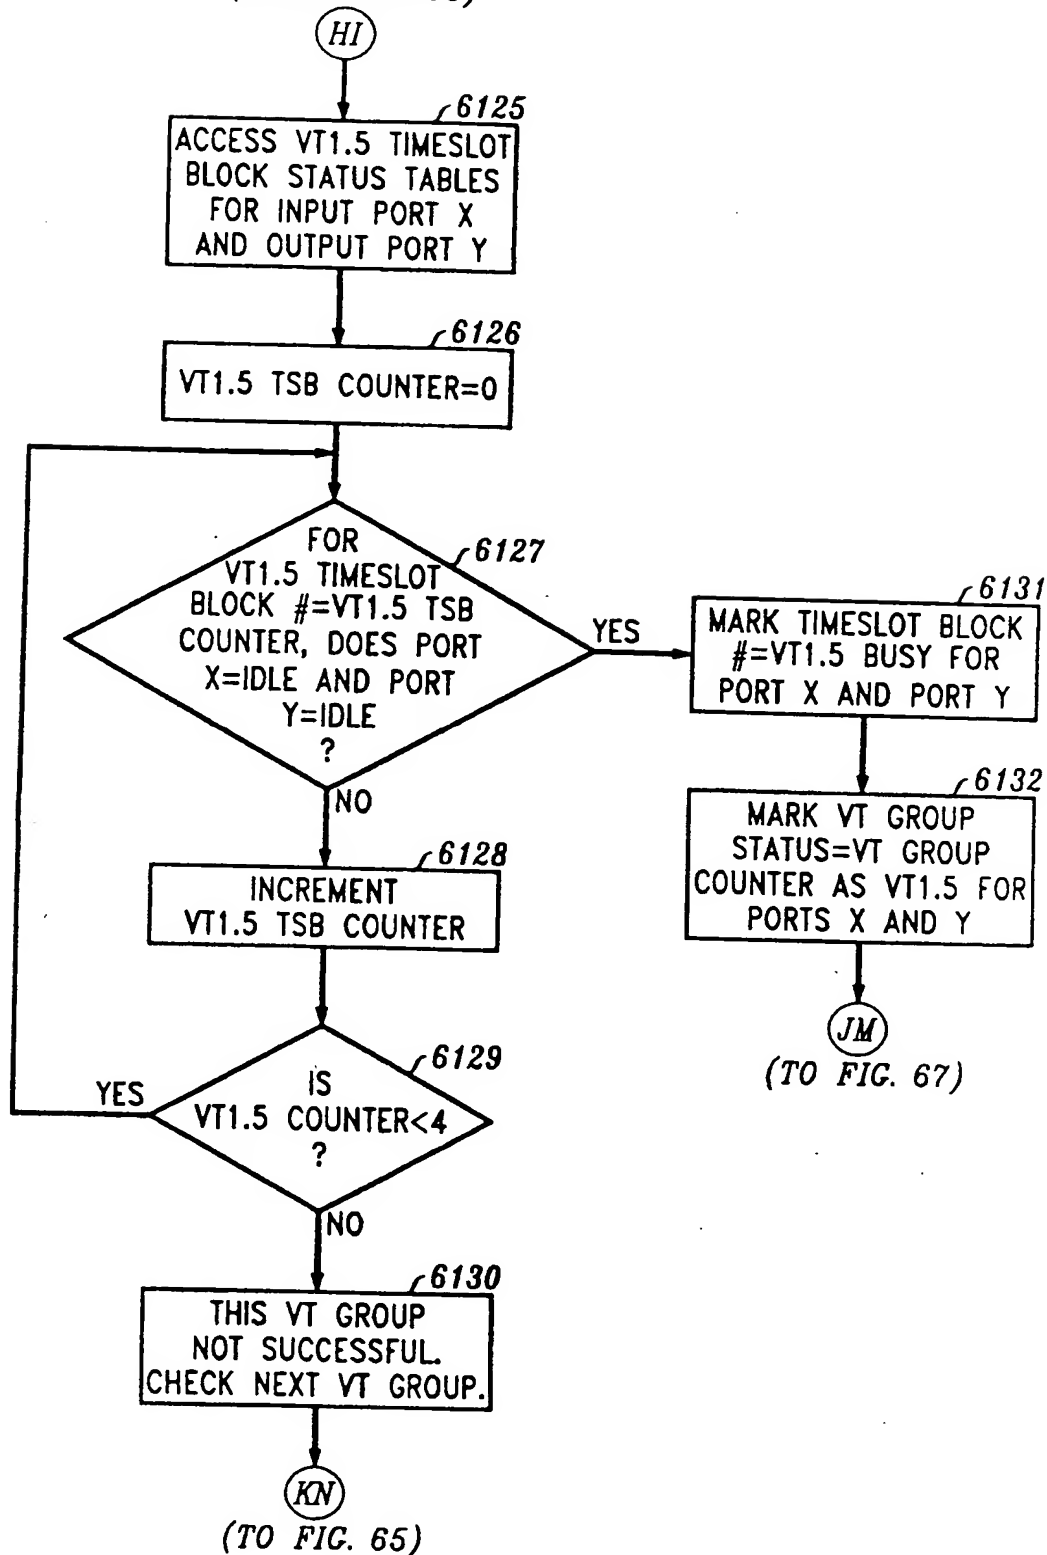 HI
6125
ACCESS VT1.5 TIMESLOT
BLOCK STATUS TABLES
FOR INPUT PORT X
AND OUTPUT PORT Y
6126
VT1.5 TSB COUNTER=0
6127
FOR
VT1.5 TIMESLOT
BLOCK #=VT1.5 TSB
COUNTER, DOES PORT
X=IDLE AND PORT
Y=IDLE
?
YES
NO
6131
MARK TIMESLOT BLOCK
#=VT1.5 BUSY FOR
PORT X AND PORT Y
6132
MARK VT GROUP
STATUS=VT GROUP
COUNTER AS VT1.5 FOR
PORTS X AND Y
JM
(TO FIG. 67)
6128
INCREMENT
VT1.5 TSB COUNTER
6129
IS
VT1.5 COUNTER<4
?
YES
NO
6130
THIS VT GROUP
NOT SUCCESSFUL.
CHECK NEXT VT GROUP.
KN
(TO FIG. 65)